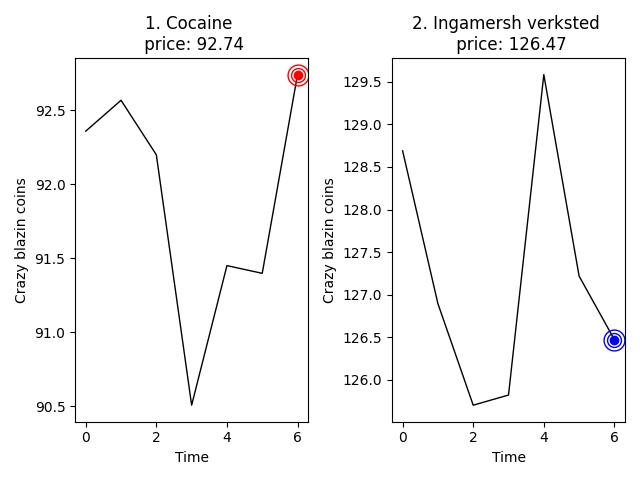 1. Cocaine
price: 92.74
92.5
92.0
91.5
91.0
90.5
Crazy blazin coins
0
2
4
6
Time
2. Ingamersh verksted
price: 126.47
129.5
129.0
128.5
128.0
127.5
127.0
126.5
126.0
Crazy blazin coins
0
2
4
6
Time